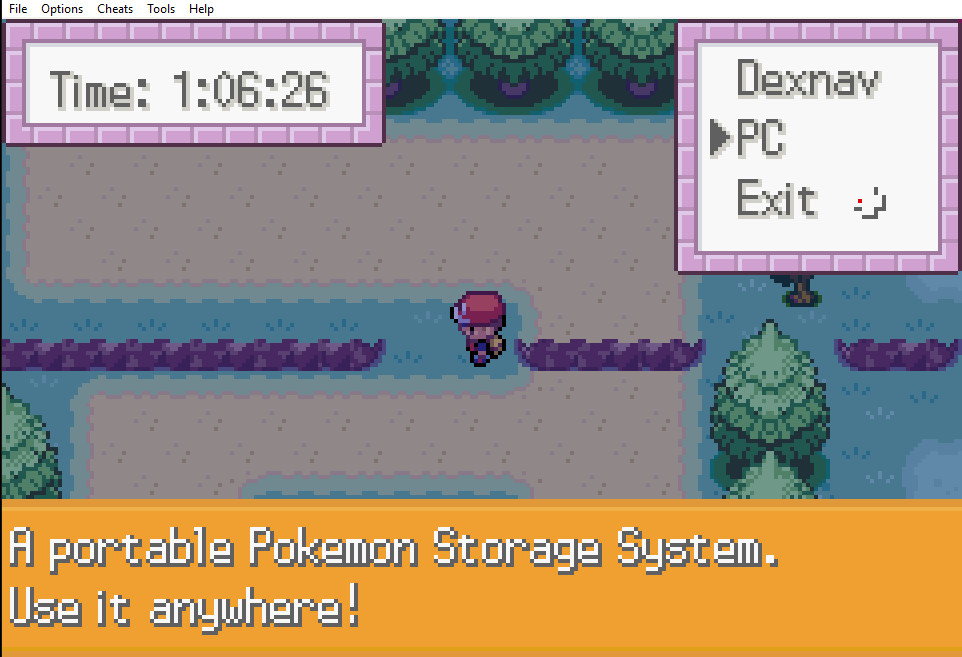 File Options Cheats Tools Help
Time: 1:06:26
Dexnav
PC
Exit
A portable Pokemon Storage System.
Use it anywhere!